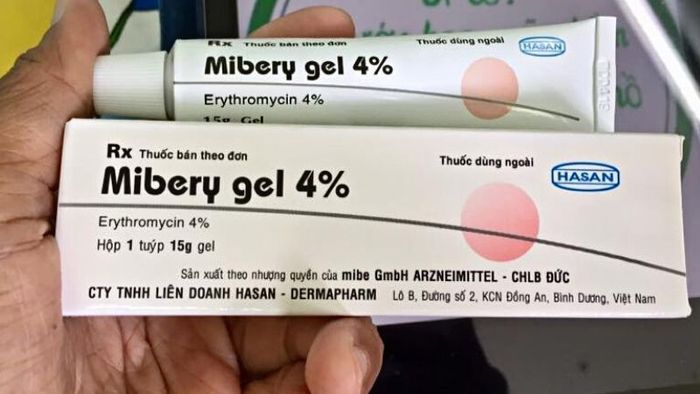 Rx Thuốc bán theo đơn
Thuốc dùng ngoài
HASAN
Mibery gel 4%
Erythromycin 4%
15g Gel
Rx Thuốc bán theo đơn
Thuốc dùng ngoài
HASAN
Mibery gel 4%
Erythromycin 4%
Hộp 1 tuýp 15g gel
Sản xuất theo nhượng quyền của mibe GmbH ARZNEIMITTEL - CHLB ĐỨC
CTY TNHH LIÊN DOANH HASAN - DERMAPHARM Lô B, Đường số 2, KCN Đồng An, Bình Dương, Việt Nam